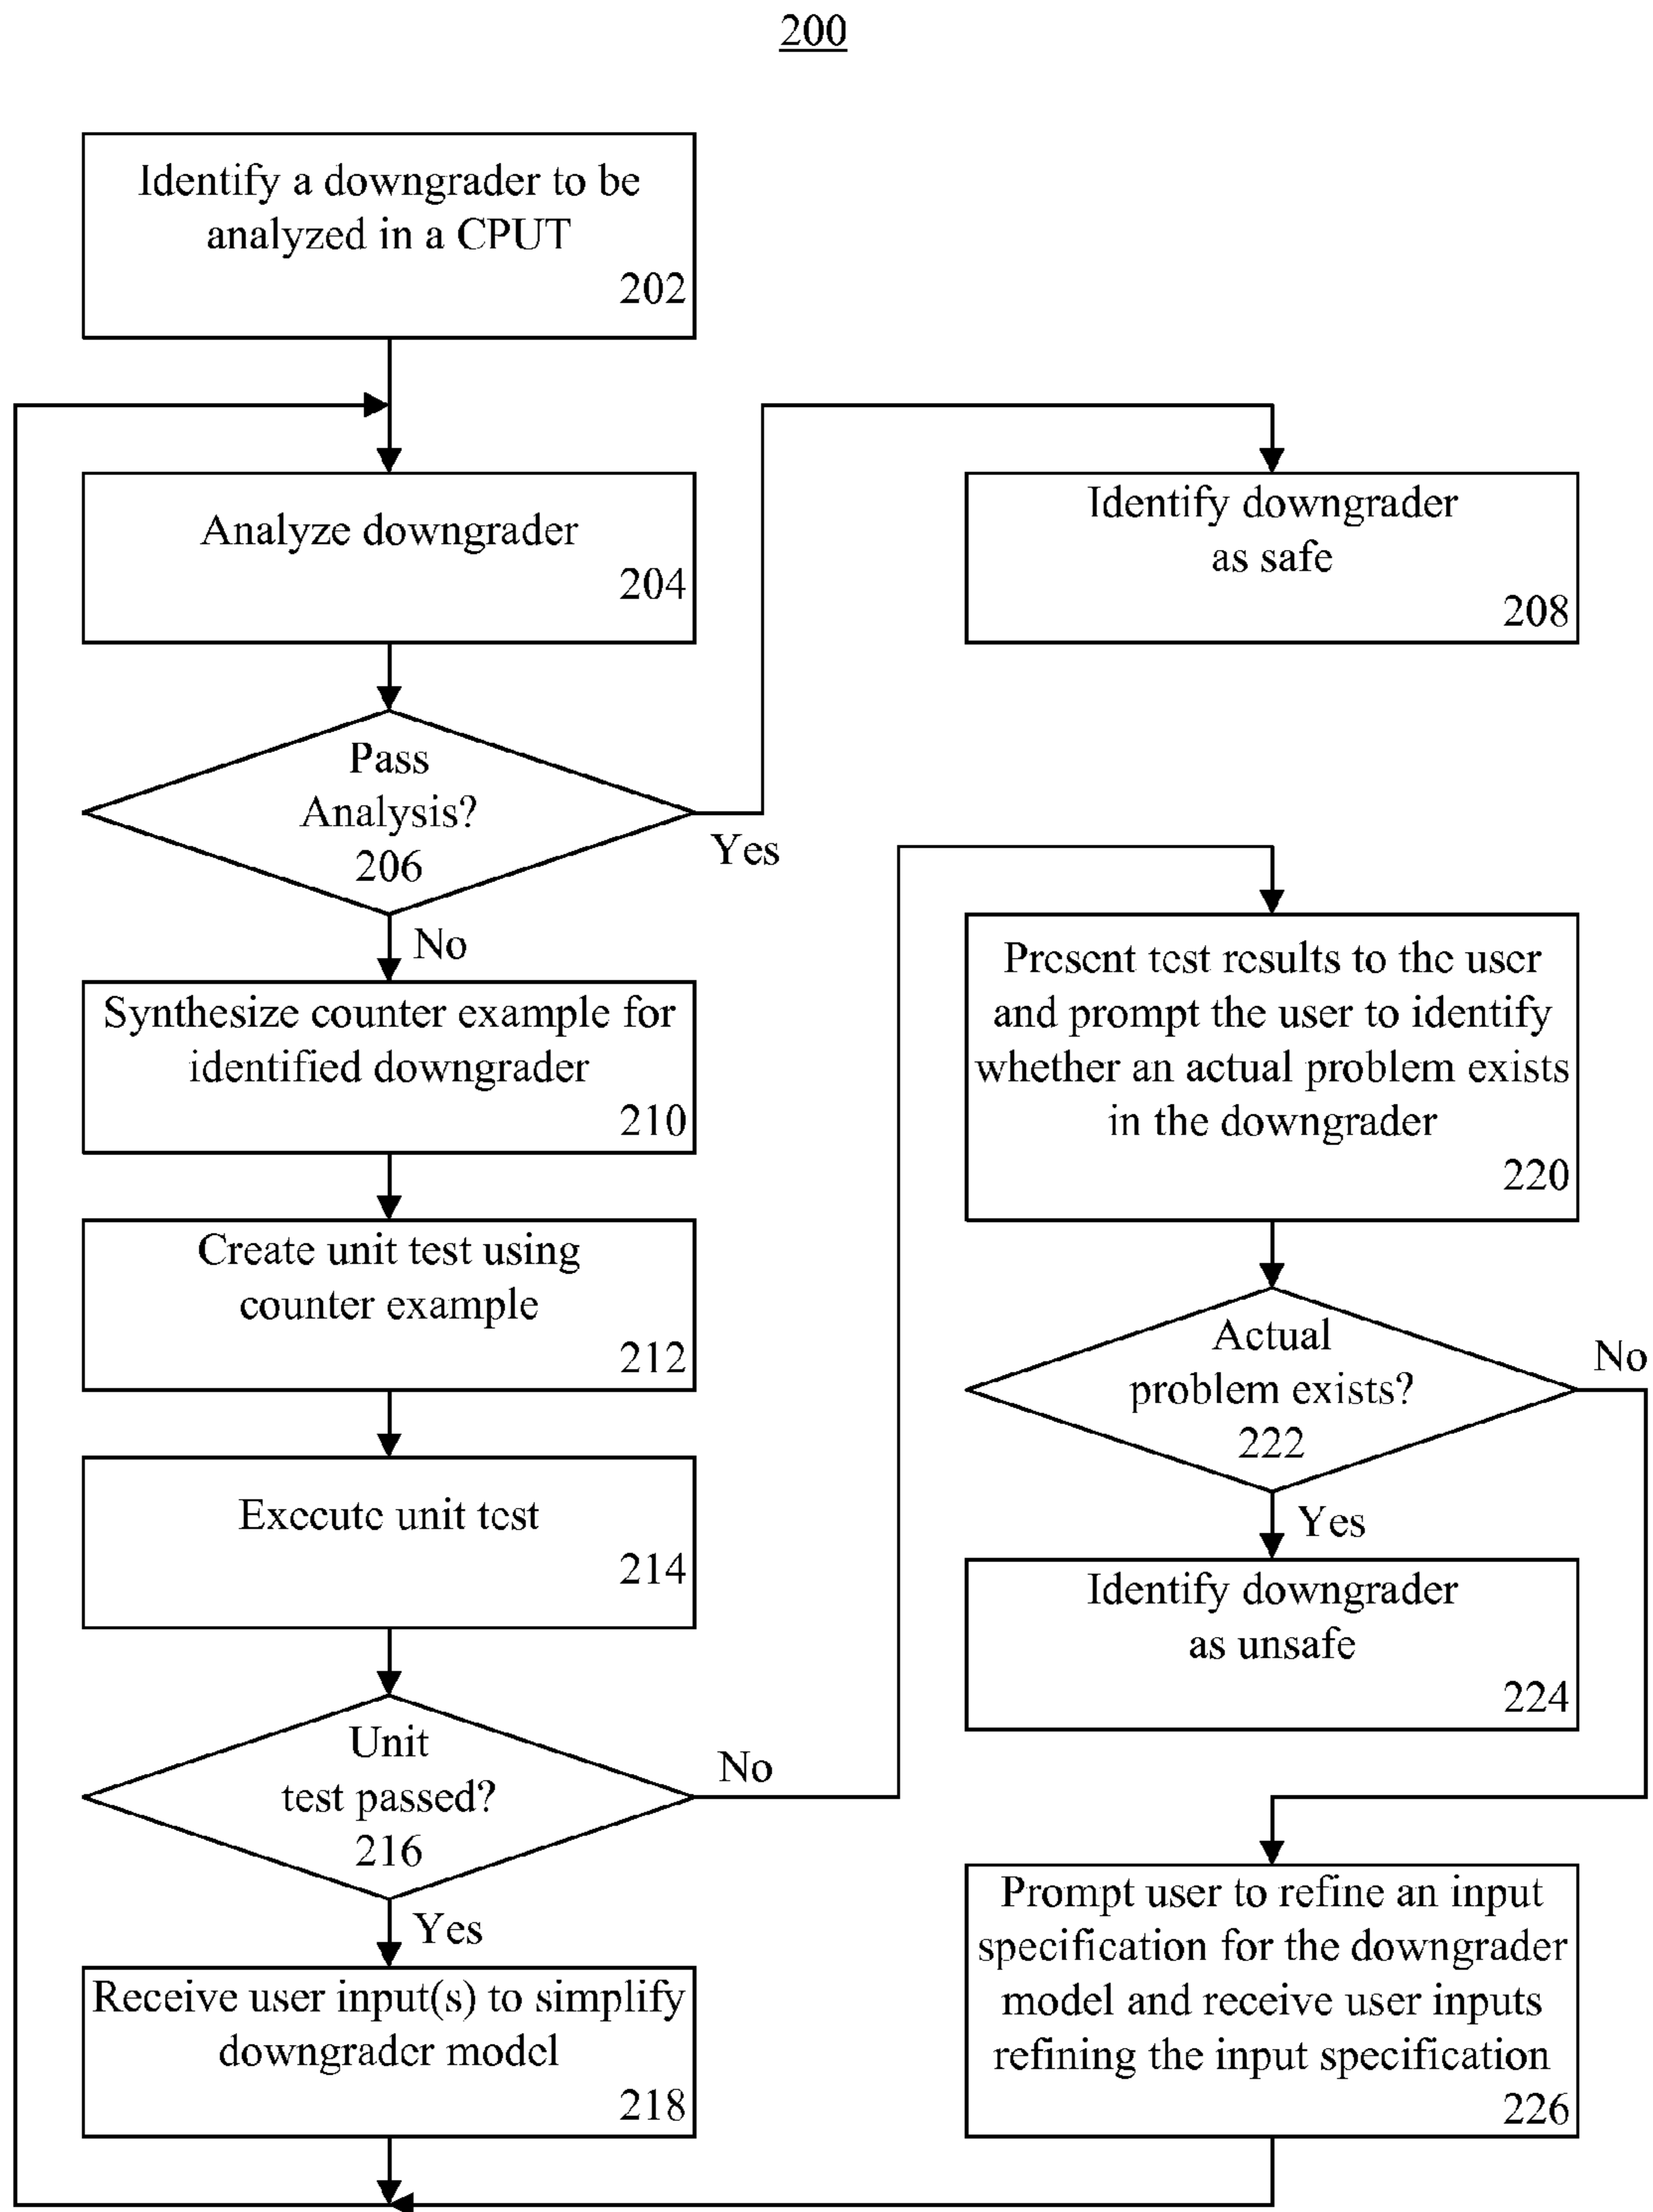 200
Identify a downgrader to be
analyzed in a CPUT
202
Analyze downgrader
204
Pass
Analysis?
206
Yes
No
Identify downgrader
as safe
208
Synthesize counter example for
identified downgrader
210
Create unit test using
counter example
212
Execute unit test
214
Unit
test passed?
216
No
Yes
Receive user input(s) to simplify
downgrader model
218
Present test results to the user
and prompt the user to identify
whether an actual problem exists
in the downgrader
220
Actual
problem exists?
222
No
Yes
Identify downgrader
as unsafe
224
Prompt user to refine an input
specification for the downgrader
model and receive user inputs
refining the input specification
226